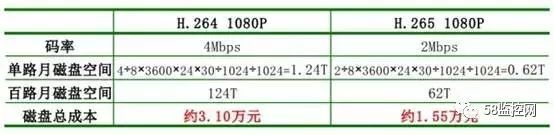 H.264 1080P H.265 1080P
码率 4Mbps 2Mbps
单路月磁盘空间 4÷8×3600×24×30÷1024÷1024=1.24T 2÷8×3600×24×30÷1024÷1024=0.62T
百路月磁盘空间 124T 62T
磁盘总成本 约3.10万元 约1.55万元
58监控网